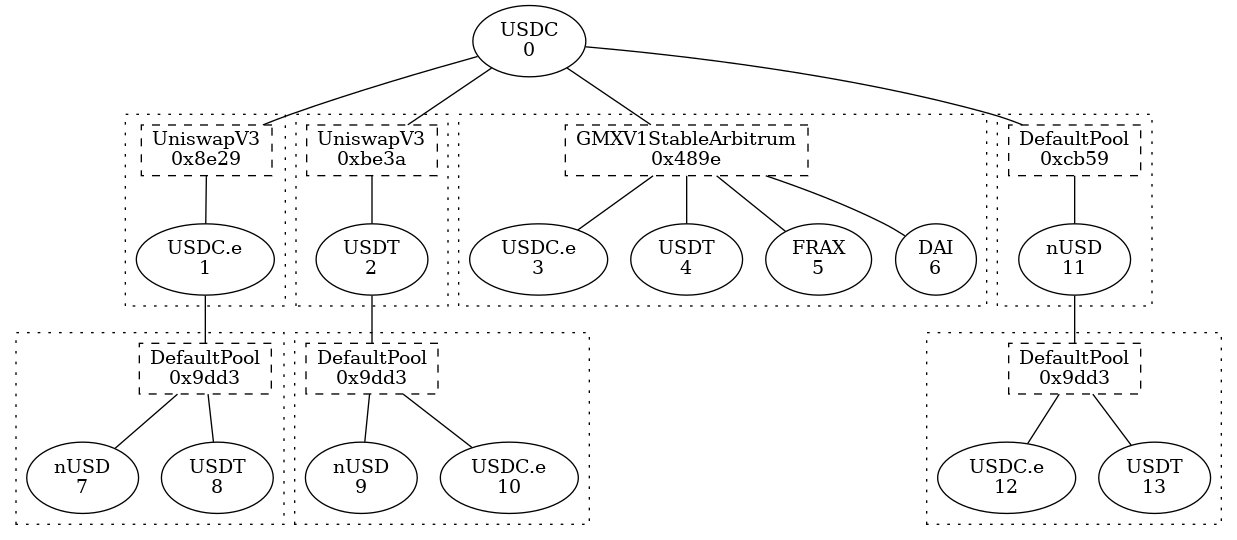 USDC
0
UniswapV3
0x8e29
UniswapV3
0xbe3a
GMXV1StableArbitrum
0x489e
DefaultPool
0xcb59
USDC.e
1
USDT
2
USDC.e
3
USDT
4
FRAX
5
DAI
6
nUSD
11
DefaultPool
0x9dd3
DefaultPool
0x9dd3
DefaultPool
0x9dd3
nUSD
7
USDT
8
nUSD
9
USDC.e
10
USDC.e
12
USDT
13